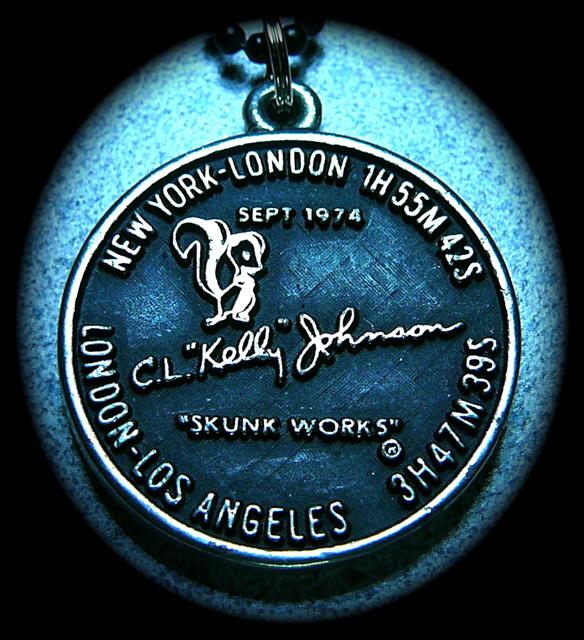 NEW YORK-LONDON 1H 55M 42S
SEPT 1974
C.L. "Kelly" Johnson
"SKUNK WORKS"®
LONDON-LOS ANGELES 3H 47M 39S